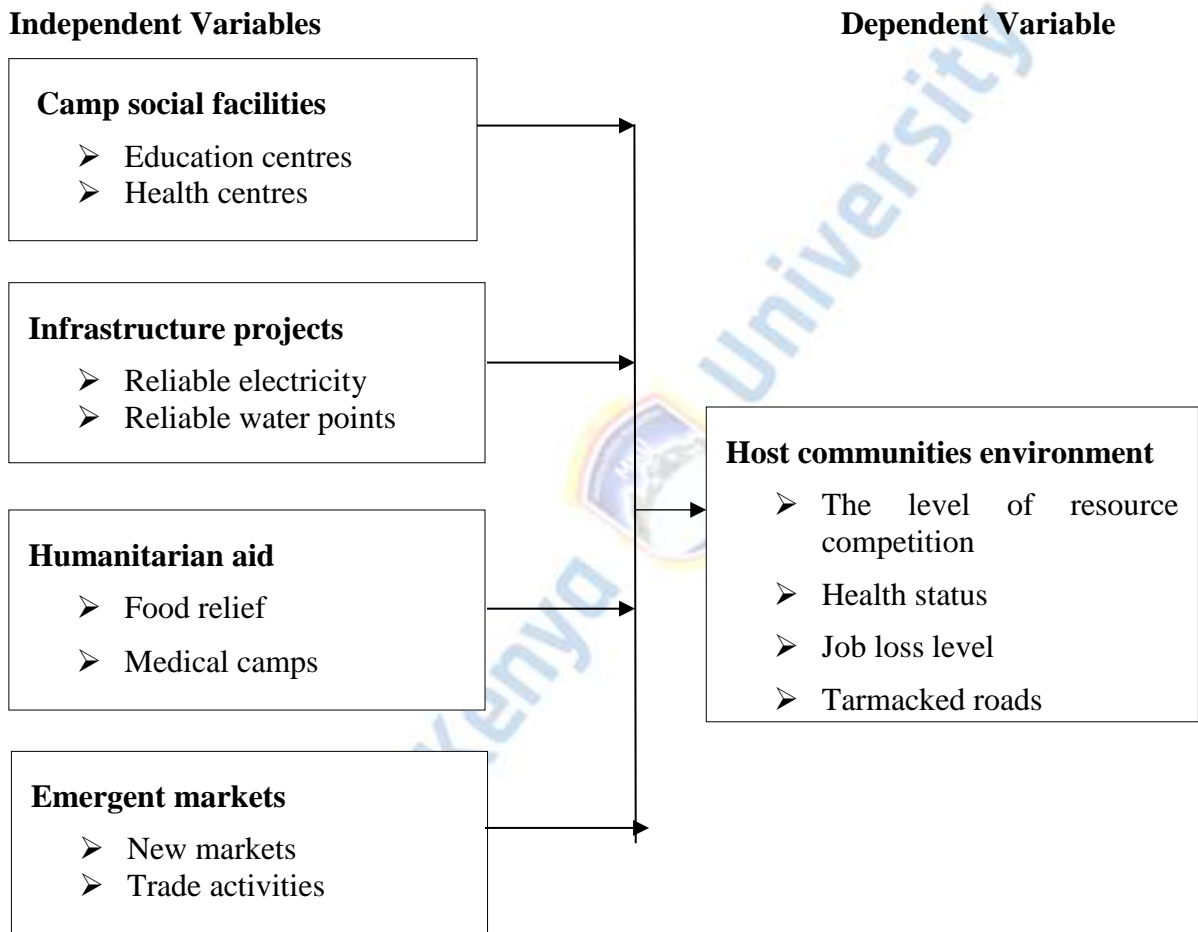 Independent Variables
Dependent Variable
Camp social facilities
➢ Education centres
➢ Health centres
Infrastructure projects
➢ Reliable electricity
➢ Reliable water points
Humanitarian aid
➢ Food relief
➢ Medical camps
Emergent markets
➢ New markets
➢ Trade activities
Host communities environment
➢ The level of resource
competition
➢ Health status
➢ Job loss level
➢ Tarmacked roads
Kenya University